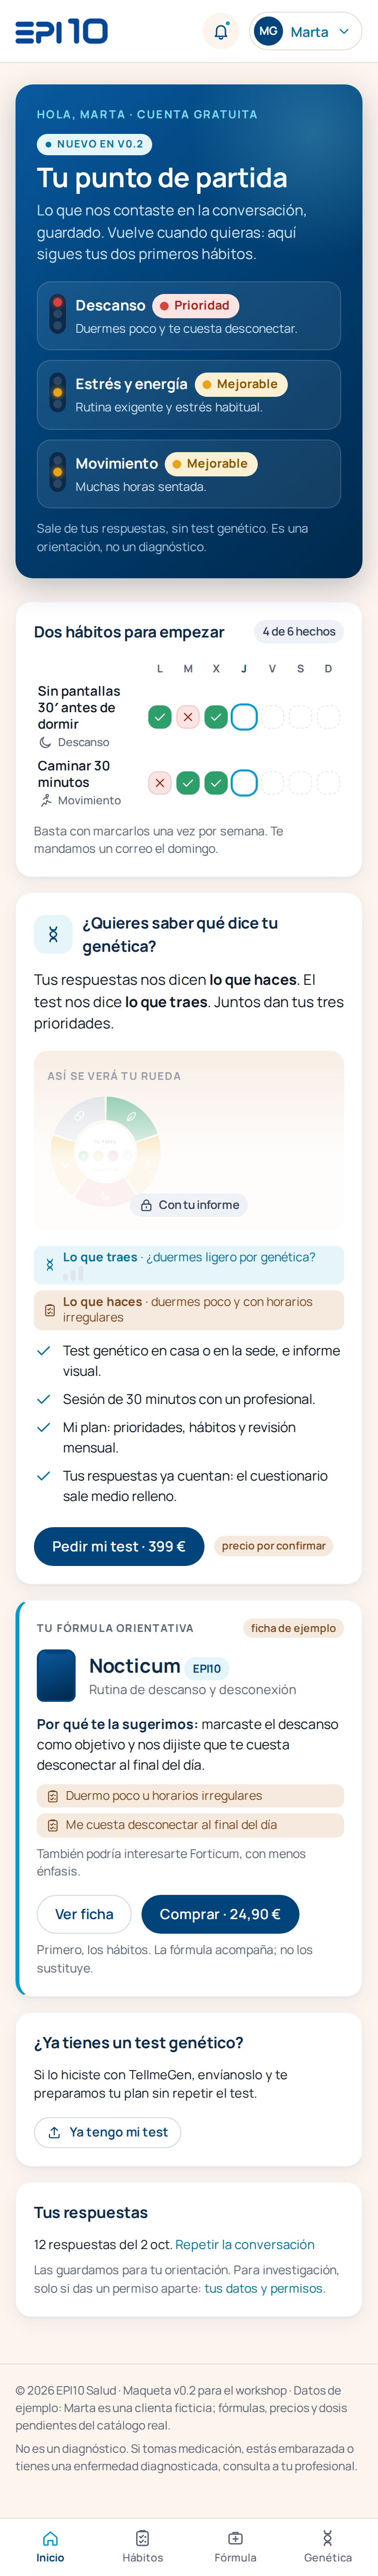 EPI10
MG Marta
HOLA, MARTA · CUENTA GRATUITA
NUEVO EN V0.2
Tu punto de partida
Lo que nos contaste en la conversación,
guardado. Vuelve cuando quieras: aquí
sigues tus dos primeros hábitos.
Descanso Prioridad
Duermes poco y te cuesta desconectar.
Estrés y energía Mejorable
Rutina exigente y estrés habitual.
Movimiento Mejorable
Muchas horas sentada.
Sale de tus respuestas, sin test genético. Es una
orientación, no un diagnóstico.
Dos hábitos para empezar 4 de 6 hechos
L M X J V S D
Sin pantallas
30′ antes de
dormir
Descanso
Caminar 30
minutos
Movimiento
Basta con marcarlos una vez por semana. Te
mandamos un correo el domingo.
¿Quieres saber qué dice tu
genética?
Tus respuestas nos dicen lo que haces. El
test nos dice lo que traes. Juntos dan tus tres
prioridades.
ASÍ SE VERÁ TU RUEDA
Con tu informe
Lo que traes · ¿duermes ligero por genética?
Lo que haces · duermes poco y con horarios
irregulares
Test genético en casa o en la sede, e informe
visual.
Sesión de 30 minutos con un profesional.
Mi plan: prioridades, hábitos y revisión
mensual.
Tus respuestas ya cuentan: el cuestionario
sale medio relleno.
Pedir mi test · 399 € precio por confirmar
TU FÓRMULA ORIENTATIVA ficha de ejemplo
Nocticum EPI10
Rutina de descanso y desconexión
Por qué te la sugerimos: marcaste el descanso
como objetivo y nos dijiste que te cuesta
desconectar al final del día.
Duermo poco u horarios irregulares
Me cuesta desconectar al final del día
También podría interesarte Forticum, con menos
énfasis.
Ver ficha Comprar · 24,90 €
Primero, los hábitos. La fórmula acompaña; no los
sustituye.
¿Ya tienes un test genético?
Si lo hiciste con TellmeGen, envíanoslo y te
preparamos tu plan sin repetir el test.
Ya tengo mi test
Tus respuestas
12 respuestas del 2 oct. Repetir la conversación
Las guardamos para tu orientación. Para investigación,
solo si das un permiso aparte: tus datos y permisos.
© 2026 EPI10 Salud · Maqueta v0.2 para el workshop · Datos de
ejemplo: Marta es una clienta ficticia; fórmulas, precios y dosis
pendientes del catálogo real.
No es un diagnóstico. Si tomas medicación, estás embarazada o
tienes una enfermedad diagnosticada, consulta a tu profesional.
Inicio Hábitos Fórmula Genética